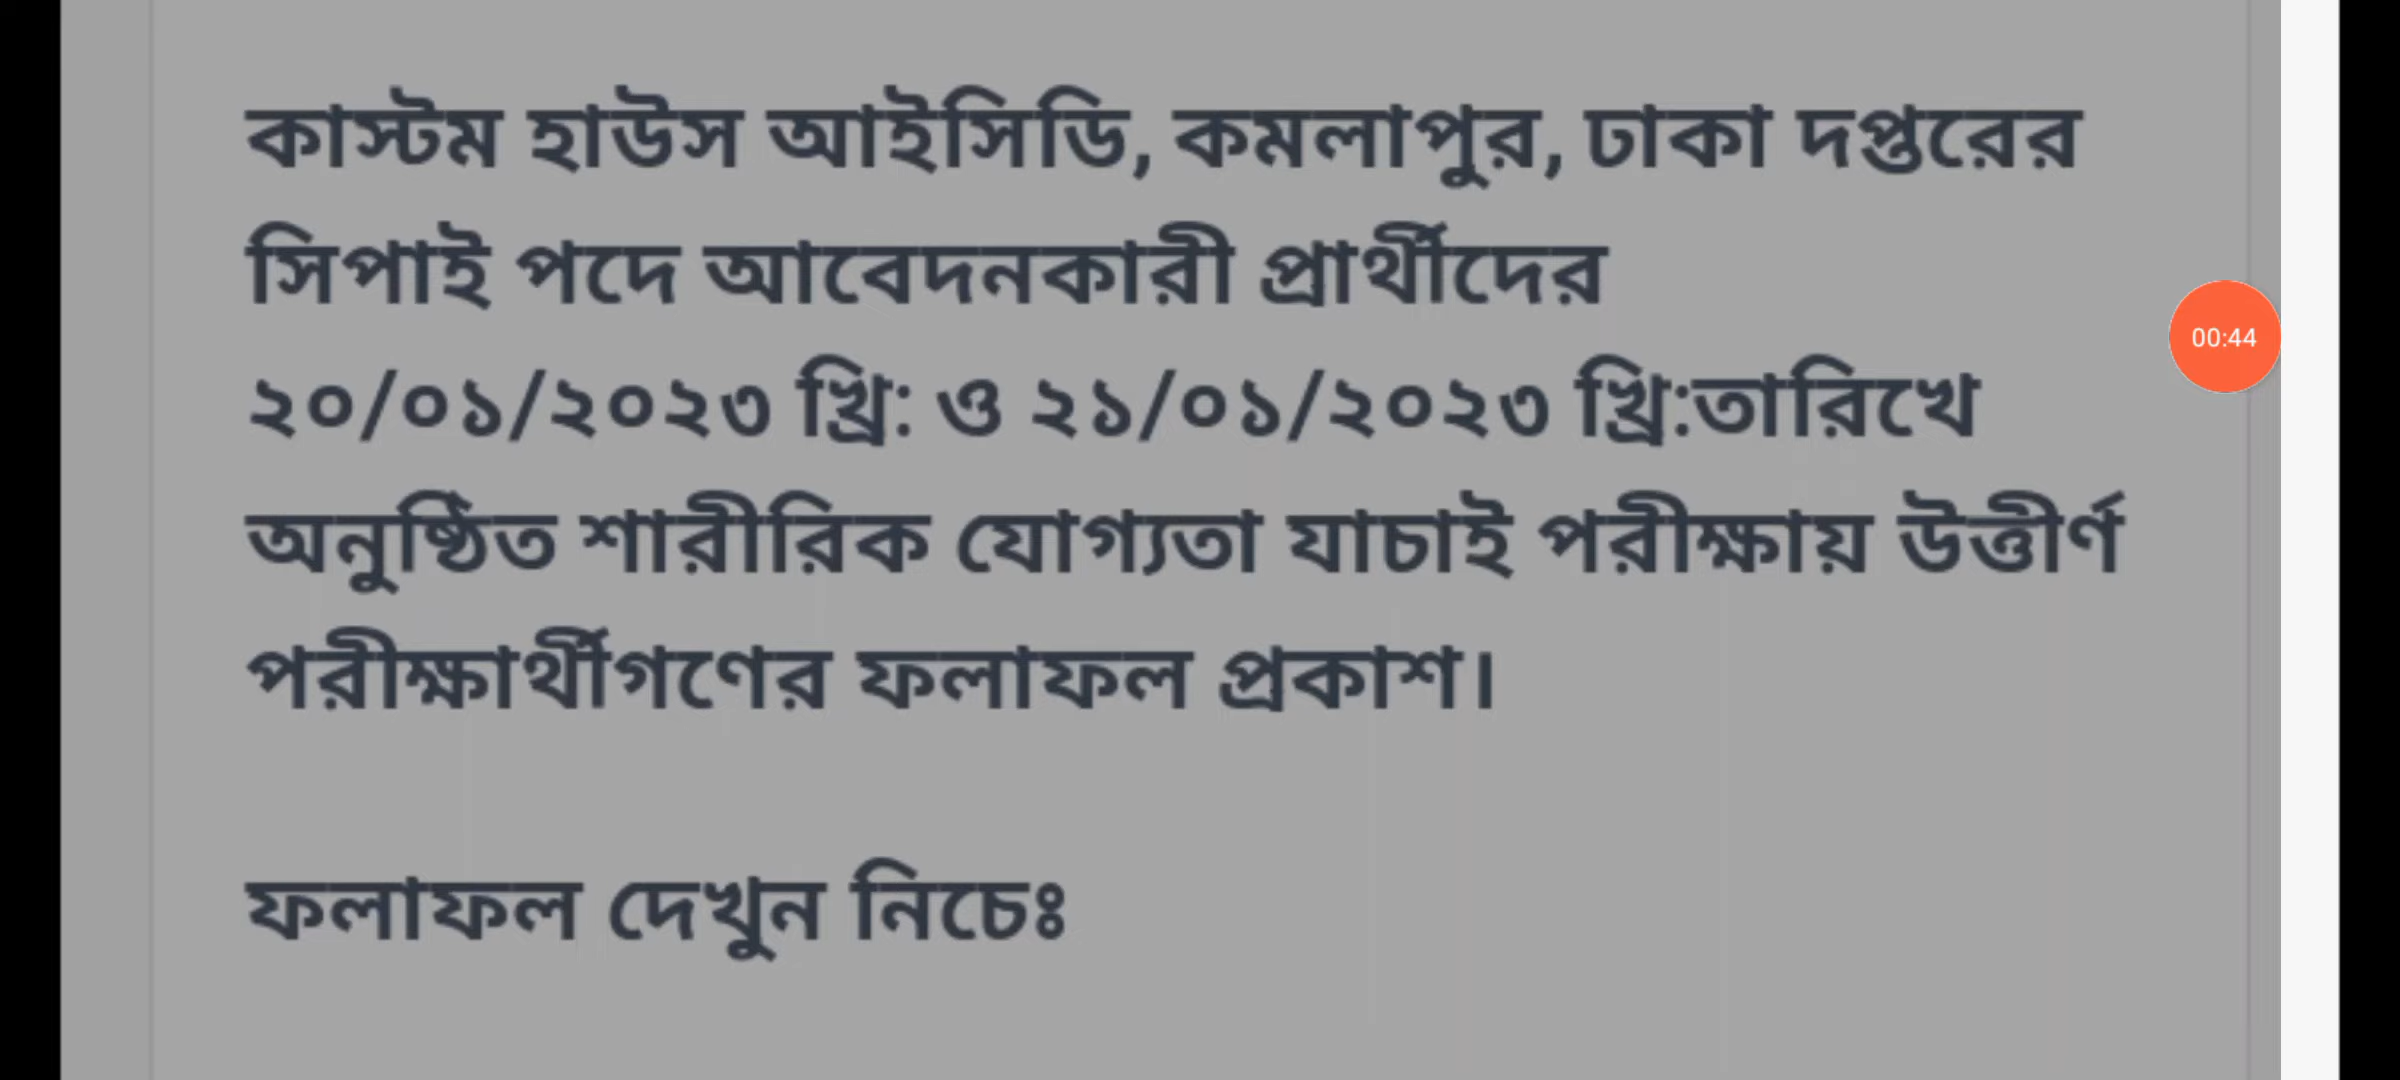 কাস্টম হাউস আইসিডি, কমলাপুর, ঢাকা দপ্তরের
সিপাই পদে আবেদনকারী প্রার্থীদের
২০/০১/২০২৩ খ্রি: ও ২১/০১/২০২৩ খ্রি:তারিখে
অনুষ্ঠিত শারীরিক যোগ্যতা যাচাই পরীক্ষায় উত্তীর্ণ
পরীক্ষার্থীগণের ফলাফল প্রকাশ।
ফলাফল দেখুন নিচেঃ
00:44